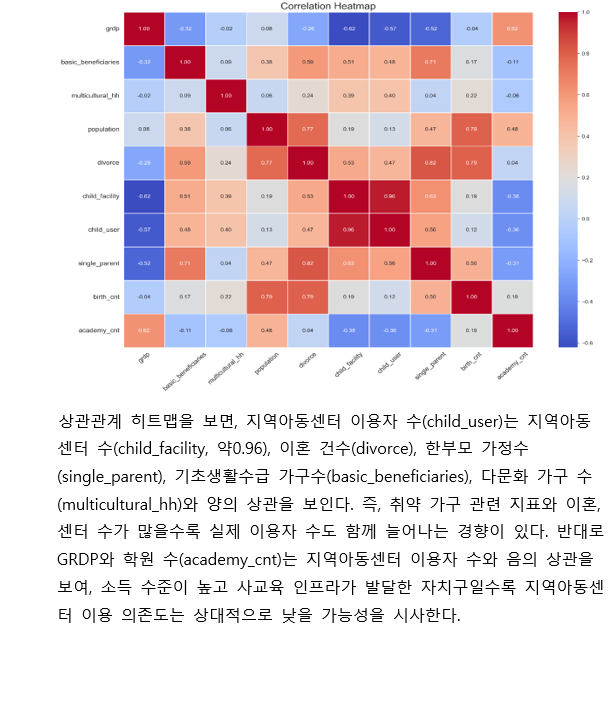 Correlation Heatmap
grdp 1.00 -0.32 -0.02 0.08 -0.26 -0.62 -0.57 -0.52 -0.04 0.62
basic_beneficiaries -0.32 1.00 0.09 0.38 0.59 0.51 0.48 0.71 0.17 -0.11
multicultural_hh -0.02 0.09 1.00 0.06 0.24 0.39 0.40 0.04 0.22 -0.06
population 0.08 0.38 0.06 1.00 0.77 0.19 0.13 0.47 0.79 0.48
divorce -0.26 0.59 0.24 0.77 1.00 0.53 0.47 0.82 0.79 0.04
child_facility -0.62 0.51 0.39 0.19 0.53 1.00 0.96 0.63 0.19 -0.38
child_user -0.57 0.48 0.40 0.13 0.47 0.96 1.00 0.56 0.12 -0.36
single_parent -0.52 0.71 0.04 0.47 0.82 0.63 0.56 1.00 0.50 -0.31
birth_cnt -0.04 0.17 0.22 0.79 0.79 0.19 0.12 0.50 1.00 0.19
academy_cnt 0.62 -0.11 -0.06 0.48 0.04 -0.38 -0.36 -0.31 0.19 1.00
grdp basic_beneficiaries multicultural_hh population divorce child_facility child_user single_parent birth_cnt academy_cnt
1.0
0.8
0.6
0.4
0.2
0.0
-0.2
-0.4
-0.6
상관관계 히트맵을 보면, 지역아동센터 이용자 수(child_user)는 지역아동
센터 수(child_facility, 약0.96), 이혼 건수(divorce), 한부모 가정수
(single_parent), 기초생활수급 가구수(basic_beneficiaries), 다문화 가구 수
(multicultural_hh)와 양의 상관을 보인다. 즉, 취약 가구 관련 지표와 이혼,
센터 수가 많을수록 실제 이용자 수도 함께 늘어나는 경향이 있다. 반대로
GRDP와 학원 수(academy_cnt)는 지역아동센터 이용자 수와 음의 상관을
보여, 소득 수준이 높고 사교육 인프라가 발달한 자치구일수록 지역아동센
터 이용 의존도는 상대적으로 낮을 가능성을 시사한다.